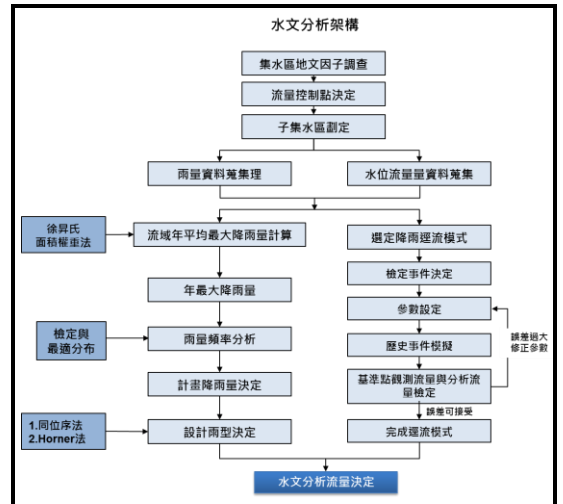 水文分析架構
集水區地文因子調查
流量控制點決定
子集水區劃定
雨量資料蒐集理
水位流量量資料蒐集
徐昇氏
面積權重法
流域年平均最大降雨量計算
選定降雨逕流模式
檢定事件決定
年最大降雨量
參數設定
檢定與
最適分布
雨量頻率分析
歷史事件模擬
誤差過大
修正參數
計畫降雨量決定
基準點觀測流量與分析流
量檢定
誤差可接受
1.同位序法
2.Horner法
設計雨型決定
完成逕流模式
水文分析流量決定